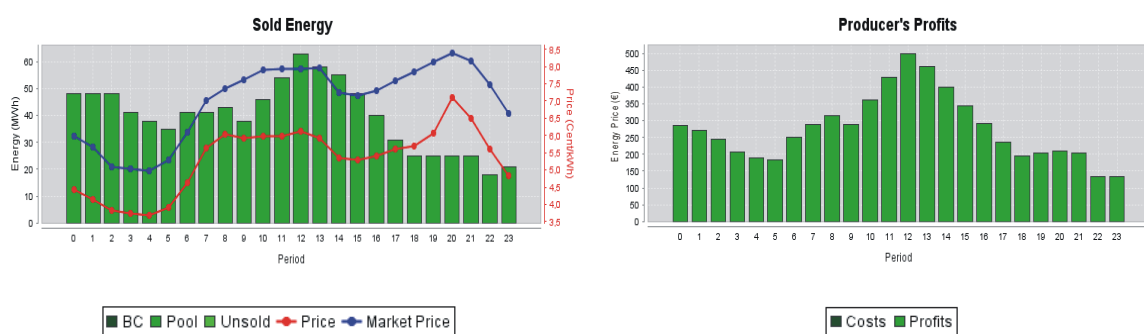 Sold Energy
Energy (MWh)
60
50
40
30
20
10
0
8,5
8,0
7,5
7,0
6,5
6,0
5,5
5,0
4,5
4,0
3,5
Price (Cent/kWh)
0 1 2 3 4 5 6 7 8 9 10 11 12 13 14 15 16 17 18 19 20 21 22 23
Period
BC Pool Unsold Price Market Price
Producer's Profits
Energy Price (€)
500
450
400
350
300
250
200
150
100
50
0
0 1 2 3 4 5 6 7 8 9 10 11 12 13 14 15 16 17 18 19 20 21 22 23
Period
Costs Profits